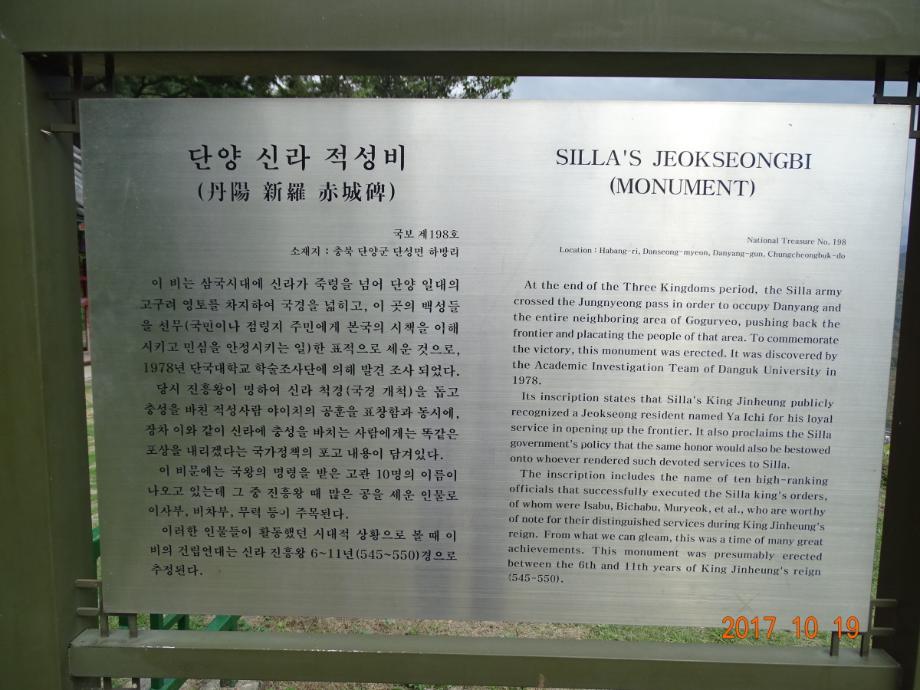 단양 신라 적성비
(丹陽 新羅 赤城碑)
국보 제198호
소재지 : 충북 단양군 단성면 하방리
이 비는 삼국시대에 신라가 죽령을 넘어 단양 일대의
고구려 영토를 차지하여 국경을 넓히고, 이 곳의 백성들
을 선무(국민이나 점령지 주민에게 본국의 시책을 이해
시키고 민심을 안정시키는 일)한 표적으로 세운 것으로,
1978년 단국대학교 학술조사단에 의해 발견 조사 되었다.
당시 진흥왕이 명하여 신라 척경(국경 개척)을 돕고
충성을 바친 적성사람 야이치의 공훈을 표창함과 동시에,
장차 이와 같이 신라에 충성을 바치는 사람에게는 똑같은
포상을 내리겠다는 국가정책의 포고 내용이 담겨있다.
이 비문에는 국왕의 명령을 받은 고관 10명의 이름이
나오고 있는데 그 중 진흥왕 때 많은 공을 세운 인물로
이사부, 비차부, 무력 등이 주목된다.
이러한 인물들이 활동했던 시대적 상황으로 볼 때 이
비의 건립연대는 신라 진흥왕 6~11년(545~550)경으로
추정된다.
SILLA'S JEOKSEONGBI
(MONUMENT)
National Treasure No. 198
Location : Habang-ri, Danseong-myeon, Danyang-gun, Chungcheongbuk-do
At the end of the Three Kingdoms period, the Silla army
crossed the Jungnyeong pass in order to occupy Danyang and
the entire neighboring area of Gogurveo, pushing back the
frontier and placating the people of that area. To commemorate
the victory, this monument was erected. It was discovered by
the Academic Investigation Team of Danguk University in
1978.
Its inscription states that Silla's King Jinheung publicly
recognized a Jeokseong resident named Ya Ichi for his loyal
service in opening up the frontier. It also proclaims the Silla
government's policy that the same honor would also be bestowed
onto whoever rendered such devoted services to Silla.
The inscription includes the name of ten high-ranking
officials that successfully executed the Silla king's orders,
of whom were Isabu, Bichabu, Muryeok, et al., who are worthy
of note for their distinguished services during King Jinheung's
reign. From what we can gleam, this was a time of many great
achievements. This monument was presumably erected
between the 6th and 11th years of King Jinheung's reign
(545-550).
2017 10 19